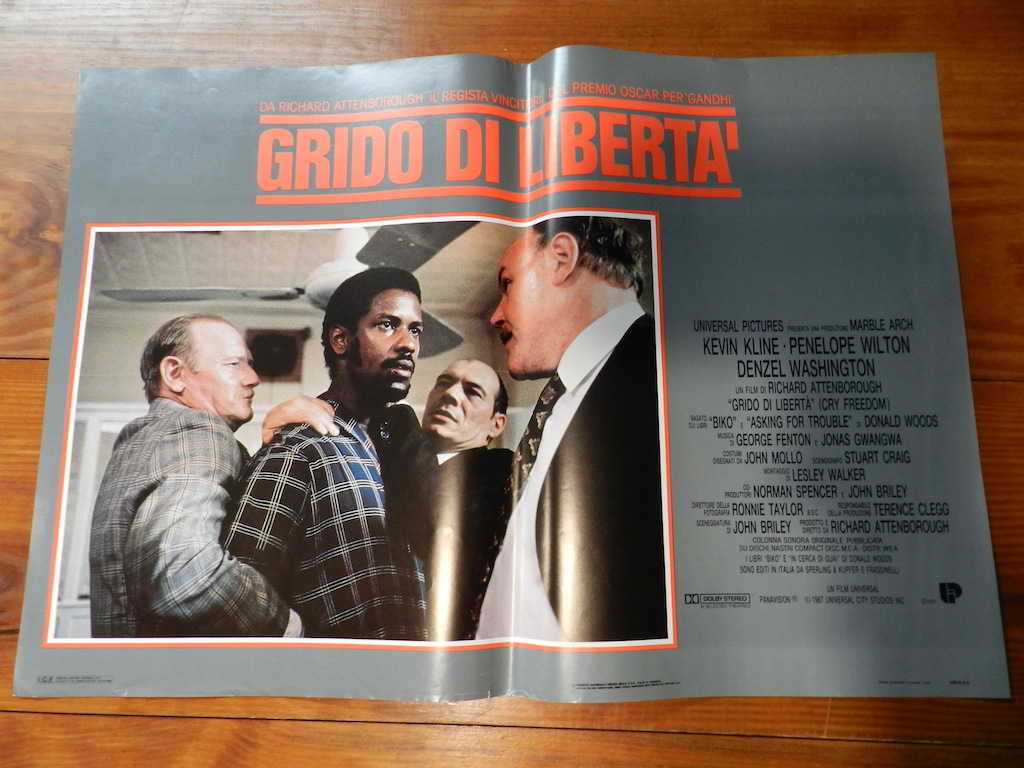 DA RICHARD ATTENBOROUGH IL REGISTA VINCITORE DEL PREMIO OSCAR PER 'GANDHI'
GRIDO DI LIBERTA'
UNIVERSAL PICTURES PRESENTA UNA PRODUZIONE MARBLE ARCH
KEVIN KLINE · PENELOPE WILTON
DENZEL WASHINGTON
UN FILM DI RICHARD ATTENBOROUGH
"GRIDO DI LIBERTÀ" (CRY FREEDOM)
BASATO SUI LIBRI "BIKO" E "ASKING FOR TROUBLE" DI DONALD WOODS
MUSICA DI GEORGE FENTON E JONAS GWANGWA
COSTUMI DISEGNATI DA JOHN MOLLO SCENOGRAFO STUART CRAIG
MONTAGGIO DI LESLEY WALKER
CO-PRODUTTORI NORMAN SPENCER E JOHN BRILEY
DIRETTORE DELLA FOTOGRAFIA RONNIE TAYLOR B.S.C. RESPONSABILE DELLA PRODUZIONE TERENCE CLEGG
SCENEGGIATURA DI JOHN BRILEY PRODOTTO E DIRETTO DA RICHARD ATTENBOROUGH
COLONNA SONORA ORIGINALE PUBBLICATA
SU DISCHI, NASTRI COMPACT DISC M.C.A. - DISTR. WEA
I LIBRI "BIKO" E "IN CERCA DI GUAI" DI DONALD WOODS
SONO EDITI IN ITALIA DA SPERLING & KUPFER E FRASSINELLI
UN FILM UNIVERSAL
DOLBY STEREO IN SELECTED THEATRES PANAVISION ® © 1987 UNIVERSAL CITY STUDIOS INC.
I.G.E.